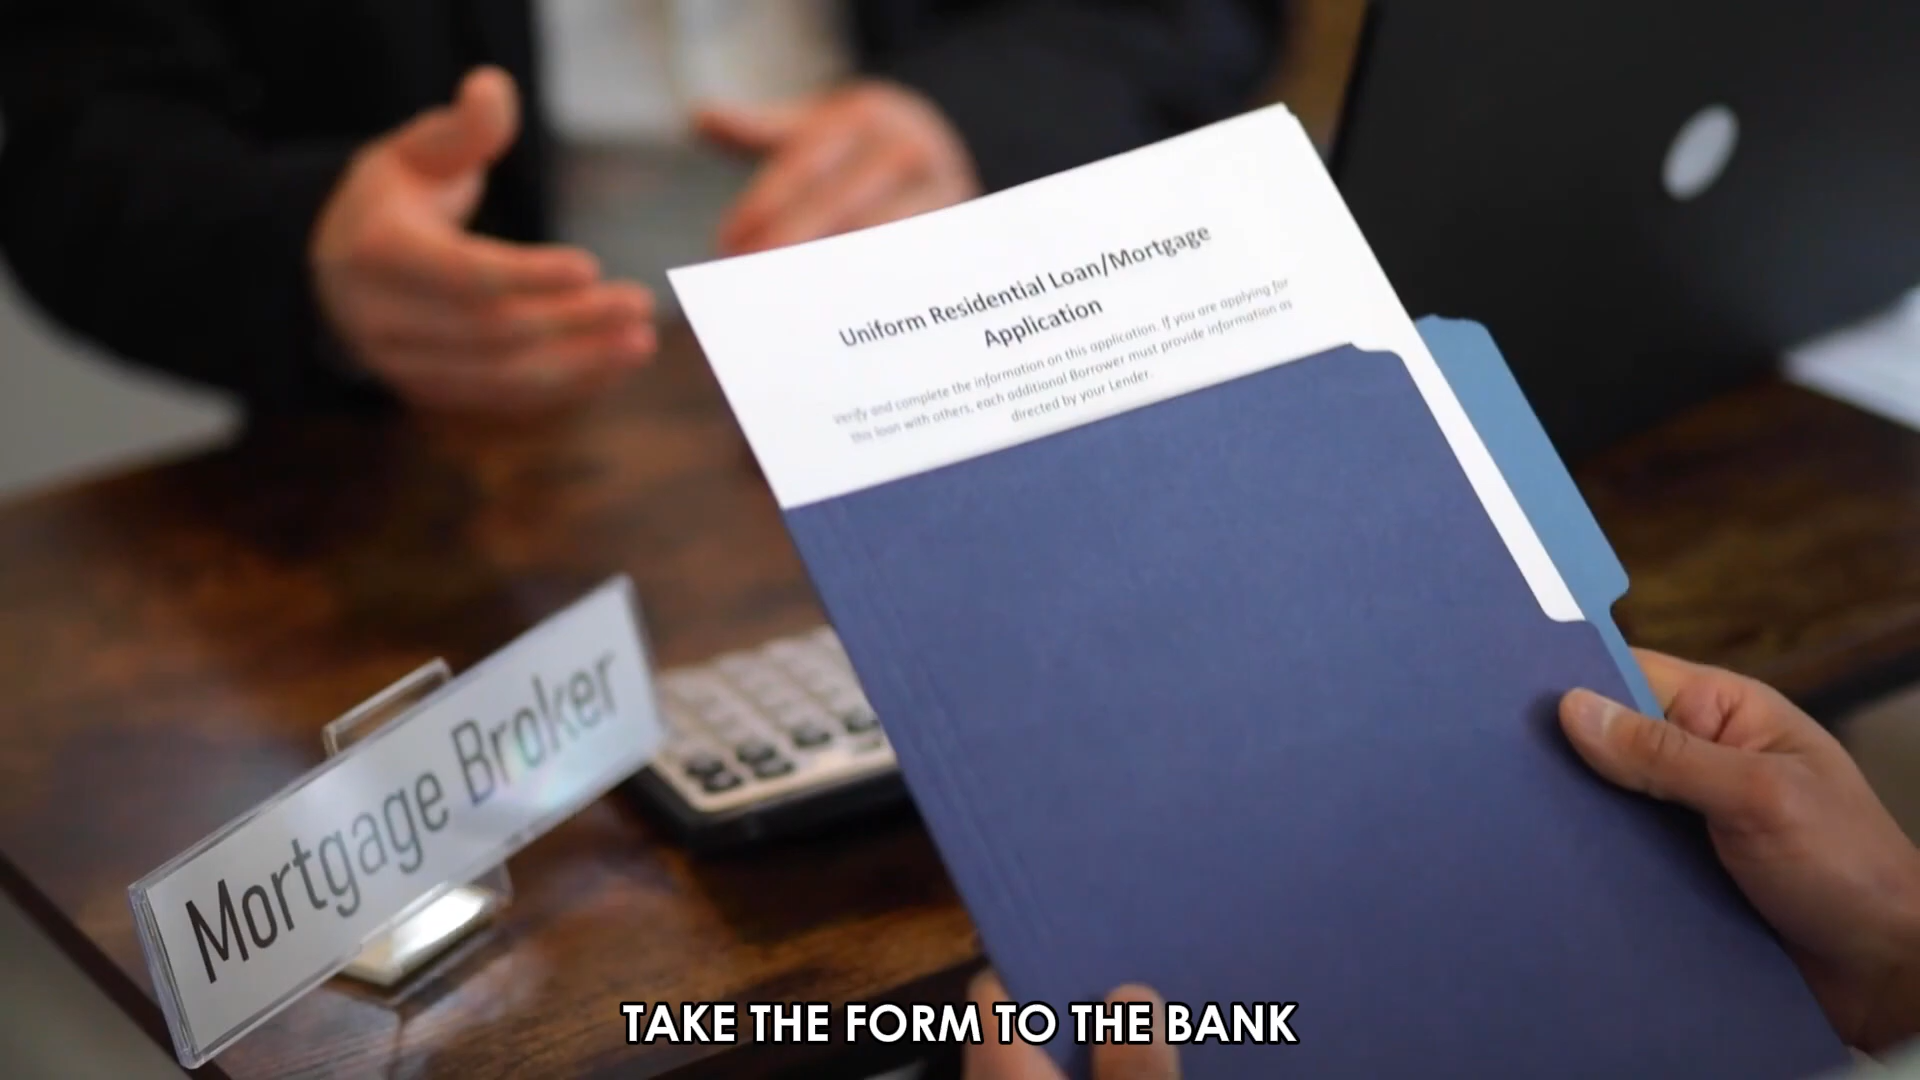 Uniform Residential Loan/Mortgage
Application
Verify and complete the information on this application. If you are applying for
this loan with others, each additional Borrower must provide information as
directed by your Lender.
Mortgage Broker
TAKE THE FORM TO THE BANK